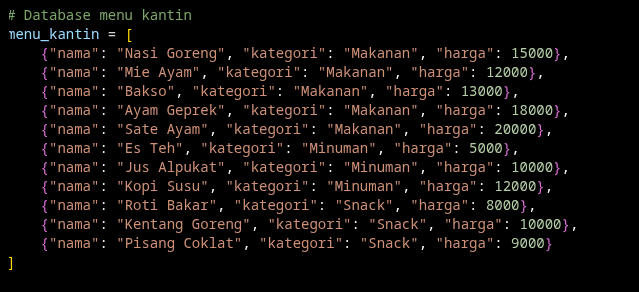 # Database menu kantin
menu_kantin = [
    {"nama": "Nasi Goreng", "kategori": "Makanan", "harga": 15000},
    {"nama": "Mie Ayam", "kategori": "Makanan", "harga": 12000},
    {"nama": "Bakso", "kategori": "Makanan", "harga": 13000},
    {"nama": "Ayam Geprek", "kategori": "Makanan", "harga": 18000},
    {"nama": "Sate Ayam", "kategori": "Makanan", "harga": 20000},
    {"nama": "Es Teh", "kategori": "Minuman", "harga": 5000},
    {"nama": "Jus Alpukat", "kategori": "Minuman", "harga": 10000},
    {"nama": "Kopi Susu", "kategori": "Minuman", "harga": 12000},
    {"nama": "Roti Bakar", "kategori": "Snack", "harga": 8000},
    {"nama": "Kentang Goreng", "kategori": "Snack", "harga": 10000},
    {"nama": "Pisang Coklat", "kategori": "Snack", "harga": 9000}
]